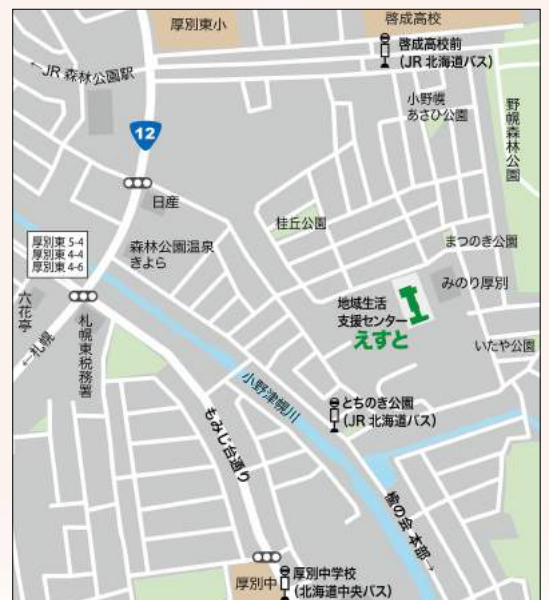 厚別東小
啓成高校
啓成高校前
(JR 北海道バス)
←JR 森林公園駅
小野幌
あさひ公園
野幌森林公園
12
日産
桂丘公園
まつのき公園
厚別東 5-4
厚別東 4-4
厚別東 4-6
森林公園温泉
きよら
みのり厚別
地域生活
支援センター
えすと
六花亭
←札幌
札幌東税務署
いたや公園
小野津幌川
とちのき公園
(JR 北海道バス)
もみじ台通り
楡の会 本部→
厚別中
厚別中学校
(北海道中央バス)